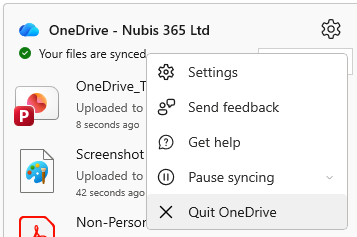 OneDrive - Nubis 365 Ltd
Your files are synced
OneDrive_T
Uploaded to
8 seconds ago
Screenshot
Uploaded to
42 seconds ago
Non-Person
Settings
Send feedback
Get help
Pause syncing
Quit OneDrive
P